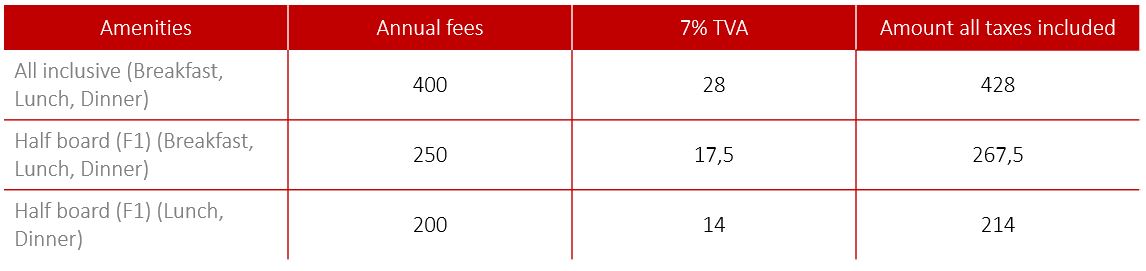 Amenities Annual fees 7% TVA Amount all taxes included
All inclusive (Breakfast,
Lunch, Dinner) 400 28 428
Half board (F1) (Breakfast,
Lunch, Dinner) 250 17,5 267,5
Half board (F1) (Lunch,
Dinner) 200 14 214